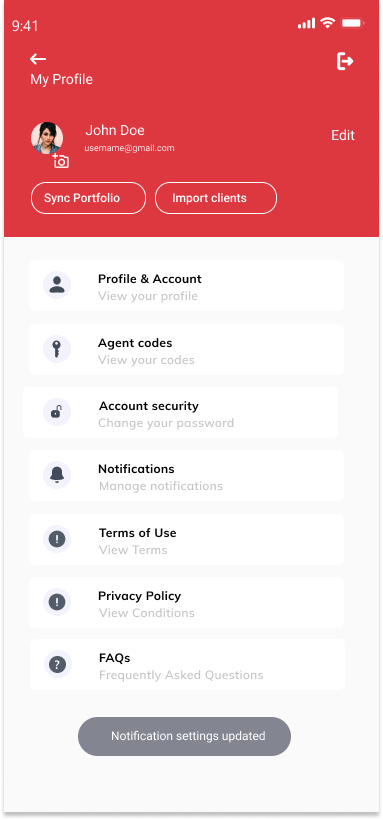 9:41
My Profile
John Doe
username@gmail.com
Edit
Sync Portfolio
Import clients
Profile & Account
View your profile
Agent codes
View your codes
Account security
Change your password
Notifications
Manage notifications
Terms of Use
View Terms
Privacy Policy
View Conditions
FAQs
Frequently Asked Questions
Notification settings updated